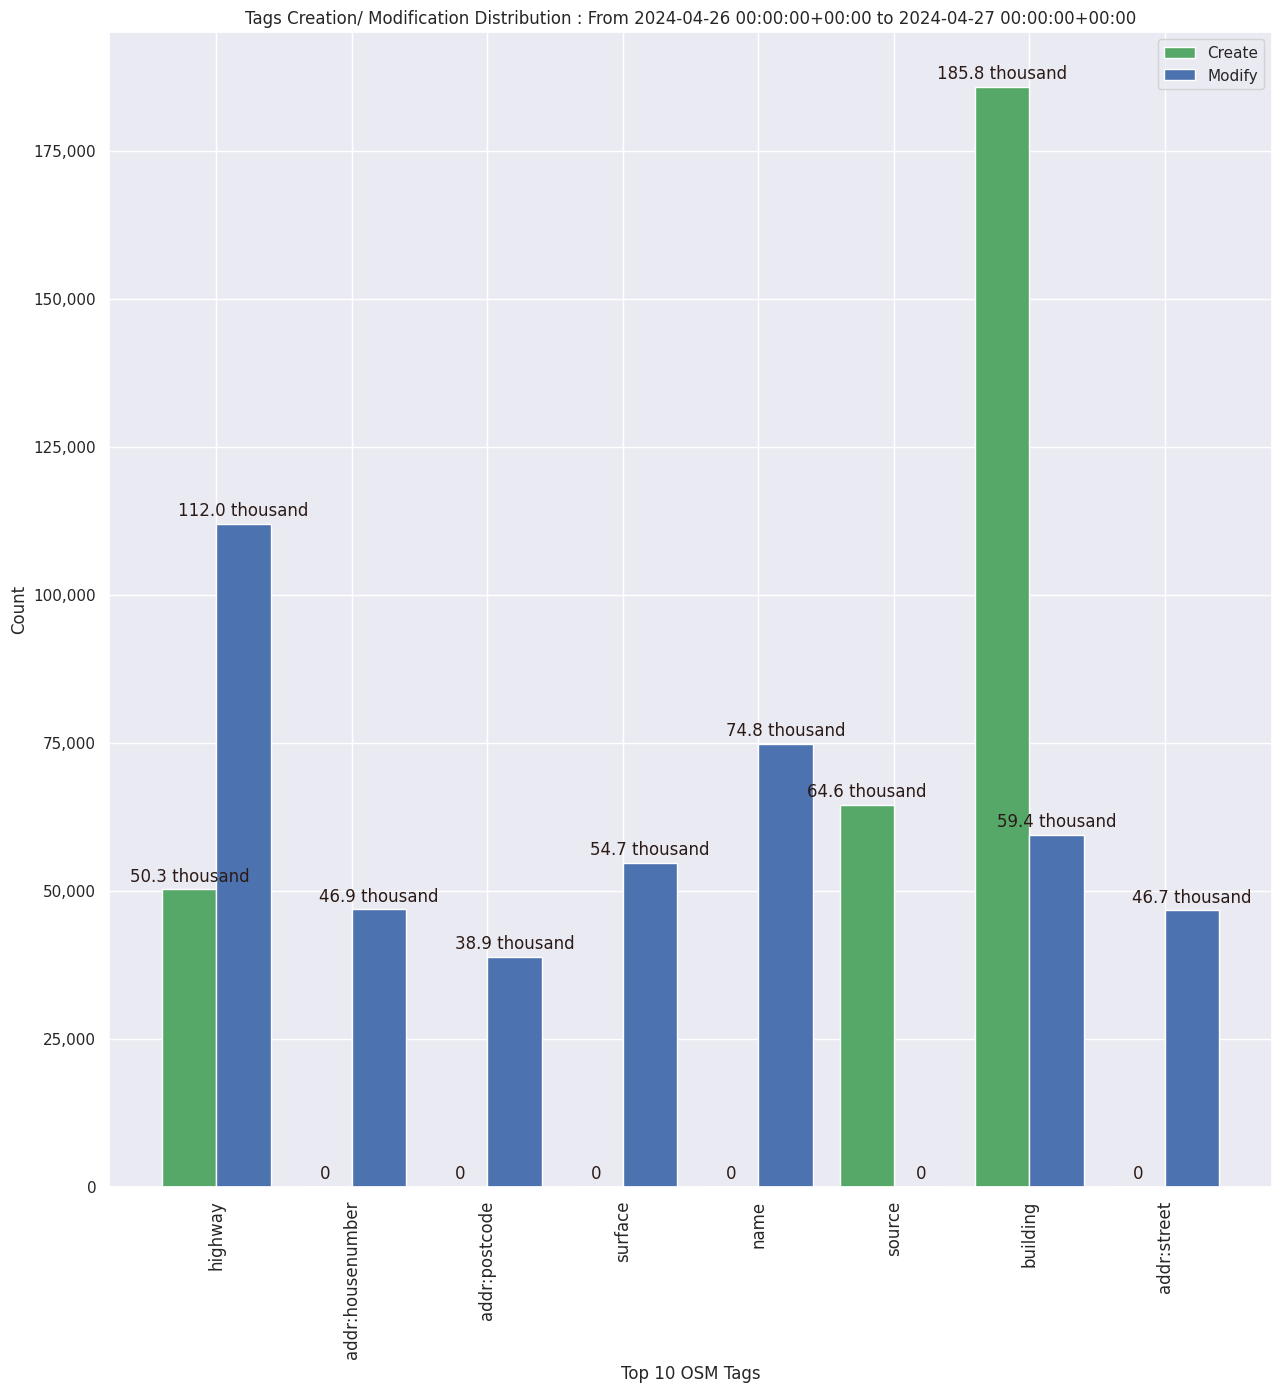 Tags Creation/ Modification Distribution : From 2024-04-26 00:00:00+00:00 to 2024-04-27 00:00:00+00:00
Create
Modify
185.8 thousand
175,000
150,000
125,000
112.0 thousand
100,000
Count
75,000
74.8 thousand
64.6 thousand
59.4 thousand
54.7 thousand
50.3 thousand
50,000
46.9 thousand
46.7 thousand
38.9 thousand
25,000
0
0
0
0
0
0
0
highway
addr:housenumber
addr:postcode
surface
name
source
building
addr:street
Top 10 OSM Tags